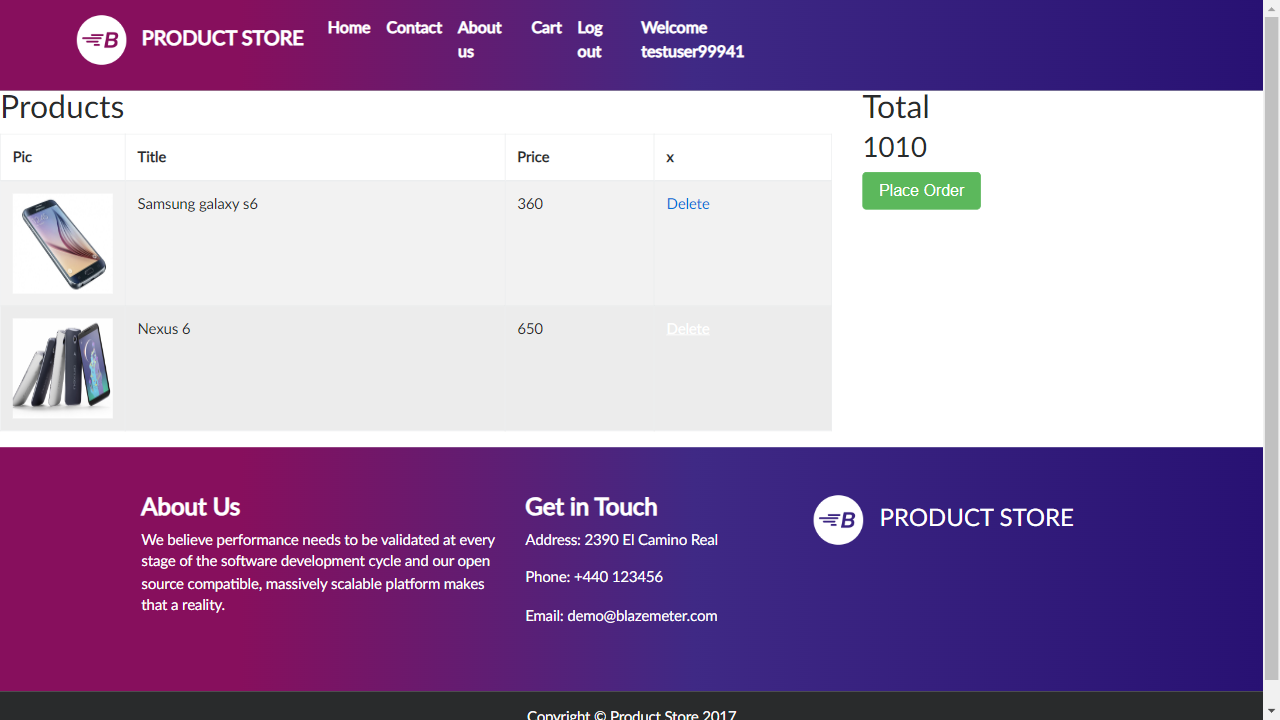 B PRODUCT STORE
Home
Contact
About
us
Cart
Log
out
Welcome
testuser99941
Products
Pic Title Price x
Samsung galaxy s6 360 Delete
Nexus 6 650 Delete
Total
1010
Place Order
About Us
We believe performance needs to be validated at every
stage of the software development cycle and our open
source compatible, massively scalable platform makes
that a reality.
Get in Touch
Address: 2390 El Camino Real
Phone: +440 123456
Email: demo@blazemeter.com
B PRODUCT STORE
Copyright © Product Store 2017